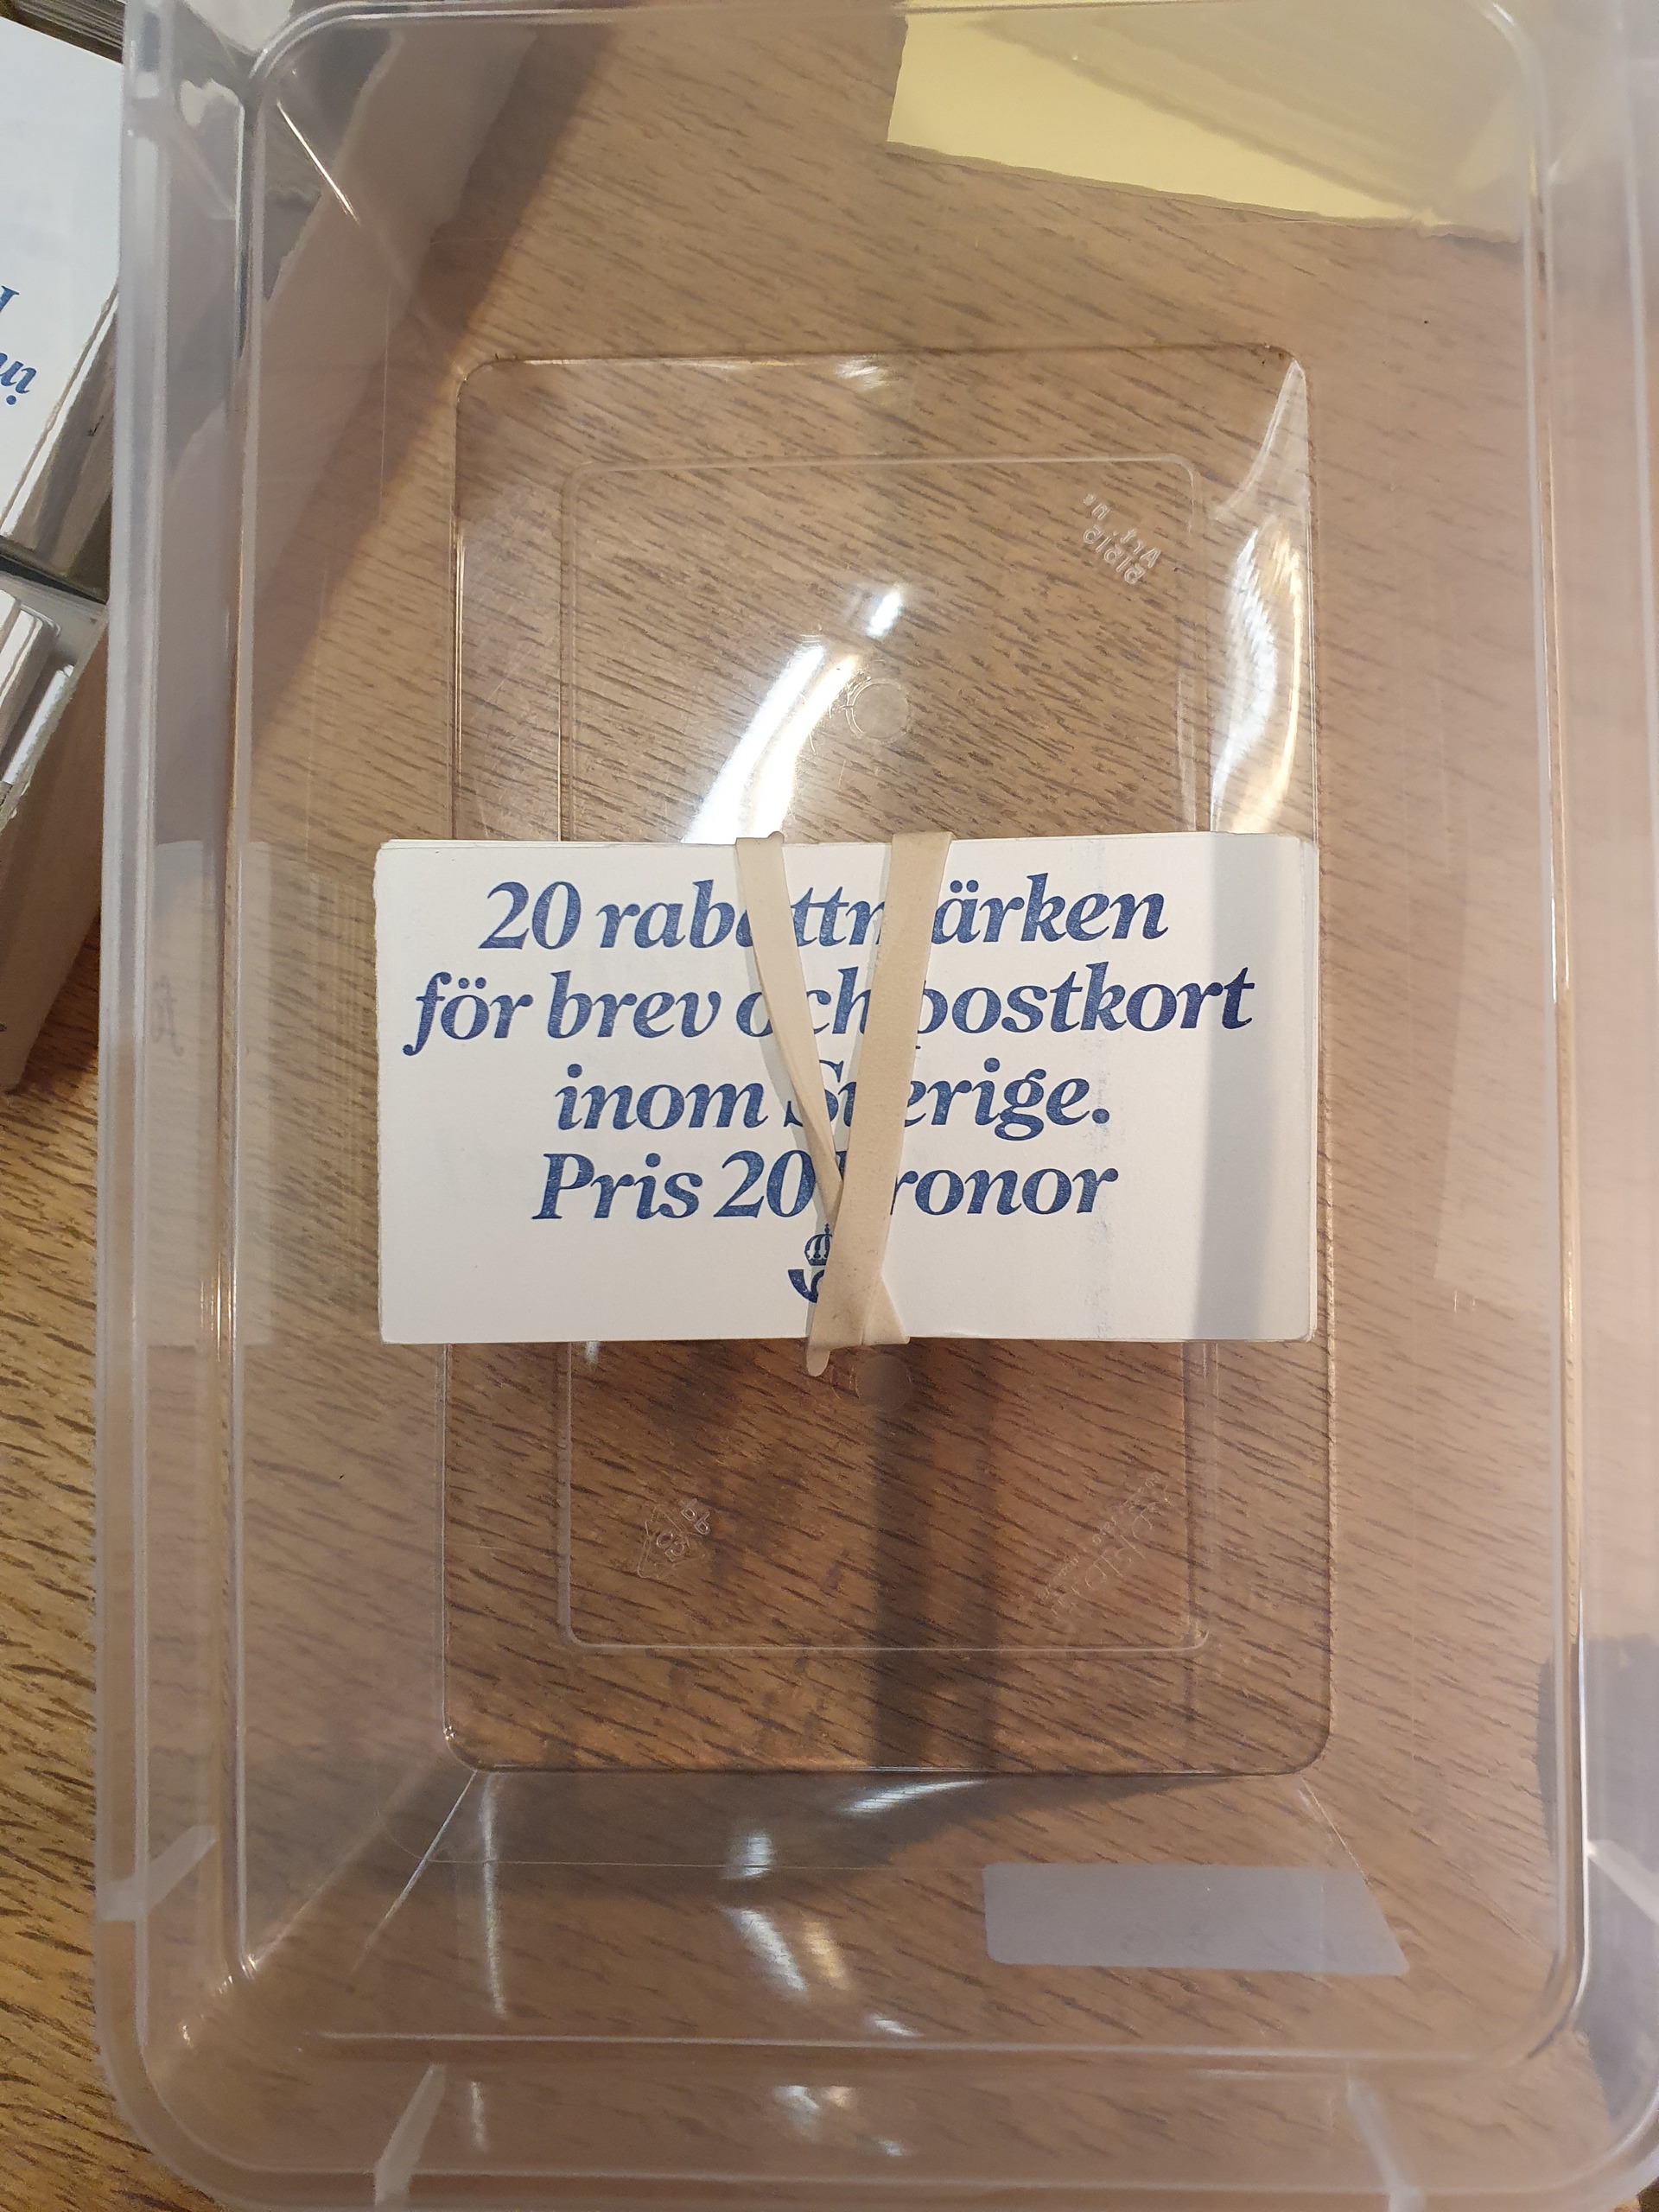 20 rabattmärken
för brev och postkort
inom Sverige.
Pris 20 kronor